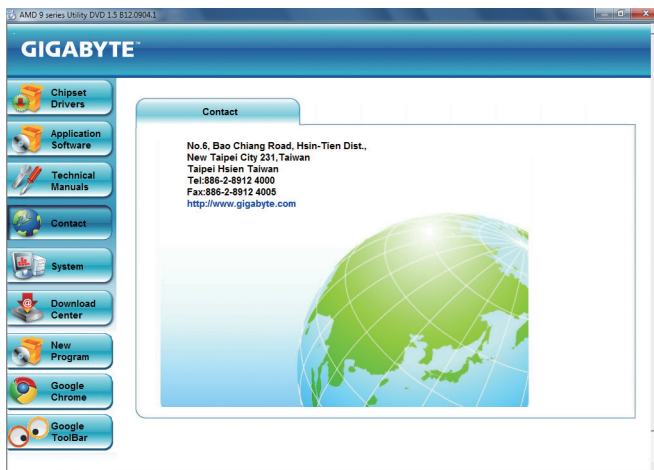 AMD 9 series Utility DVD 1.5 B12.0904.1
GIGABYTE™
Chipset
Drivers
Application
Software
Technical
Manuals
Contact
System
Download
Center
New
Program
Google
Chrome
Google
ToolBar
Contact
No.6, Bao Chiang Road, Hsin-Tien Dist.,
New Taipei City 231,Taiwan
Taipei Hsien Taiwan
Tel:886-2-8912 4000
Fax:886-2-8912 4005
http://www.gigabyte.com